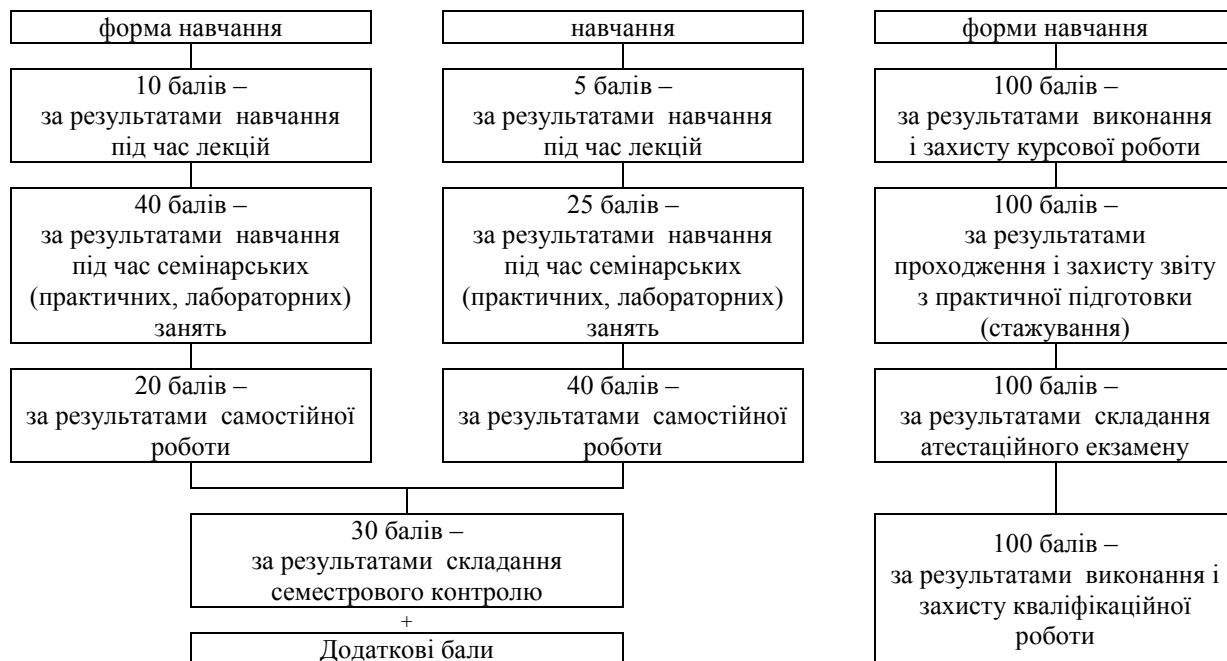 форма навчання
10 балів –
за результатами навчання
під час лекцій
40 балів –
за результатами навчання
під час семінарських
(практичних, лабораторних)
занять
20 балів –
за результатами самостійної
роботи
навчання
5 балів –
за результатами навчання
під час лекцій
25 балів –
за результатами навчання
під час семінарських
(практичних, лабораторних)
занять
40 балів –
за результатами самостійної
роботи
30 балів –
за результатами складання
семестрового контролю
+
Додаткові бали
форми навчання
100 балів –
за результатами виконання
і захисту курсової роботи
100 балів –
за результатами
проходження і захисту звіту
з практичної підготовки
(стажування)
100 балів –
за результатами складання
атестаційного екзамену
100 балів –
за результатами виконання і
захисту кваліфікаційної
роботи